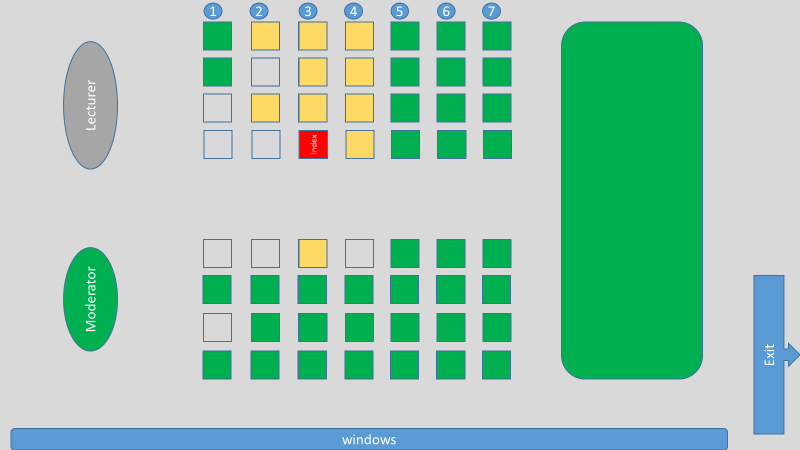 1 2 3 4 5 6 7
Lecturer
Index
Moderator
Exit
windows